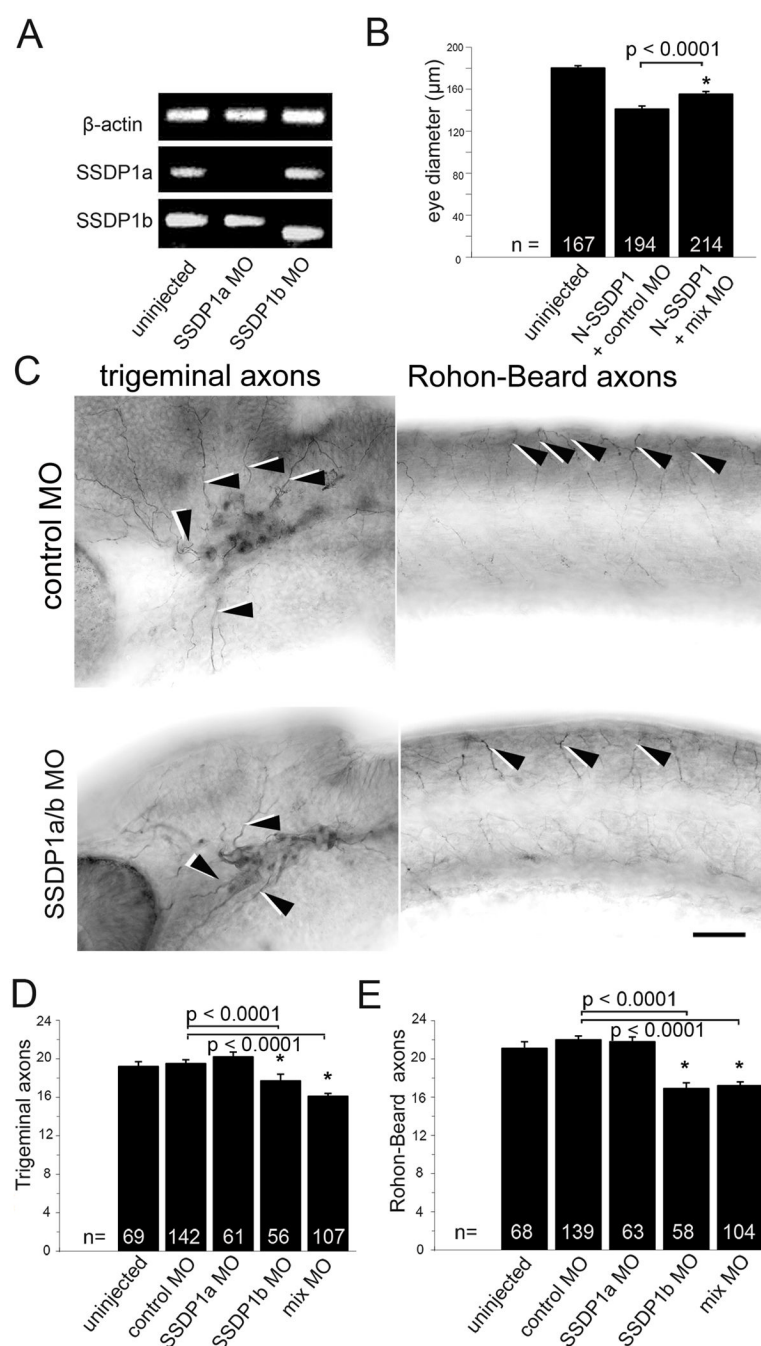 A
β-actin
SSDP1a
SSDP1b
uninjected
SSDP1a MO
SSDP1b MO
B
p < 0.0001
*
eye diameter (µm)
200
160
120
80
40
0
n =
167
194
214
uninjected
N-SSDP1
+ control MO
N-SSDP1
+ mix MO
C
trigeminal axons
Rohon-Beard axons
control MO
SSDP1a/b MO
D
p < 0.0001
p < 0.0001
*
*
Trigeminal axons
24
20
16
12
8
4
0
n=
69
142
61
56
107
uninjected
control MO
SSDP1a MO
SSDP1b MO
mix MO
E
p < 0.0001
p < 0.0001
*
*
Rohon-Beard axons
24
20
16
12
8
4
0
n=
68
139
63
58
104
uninjected
control MO
SSDP1a MO
SSDP1b MO
mix MO